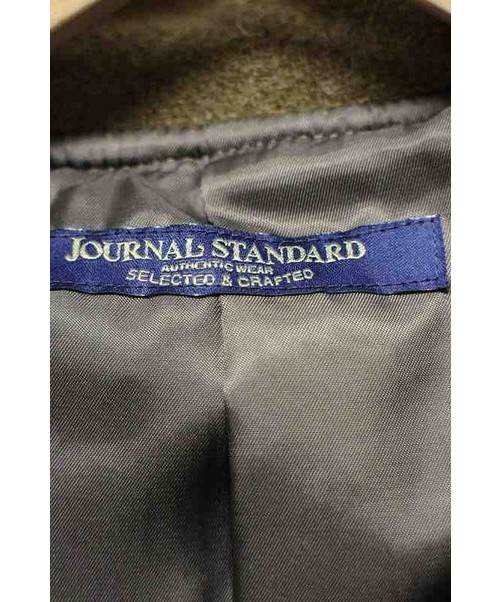 JOURNAL STANDARD
AUTHENTIC WEAR
SELECTED & CRAFTED